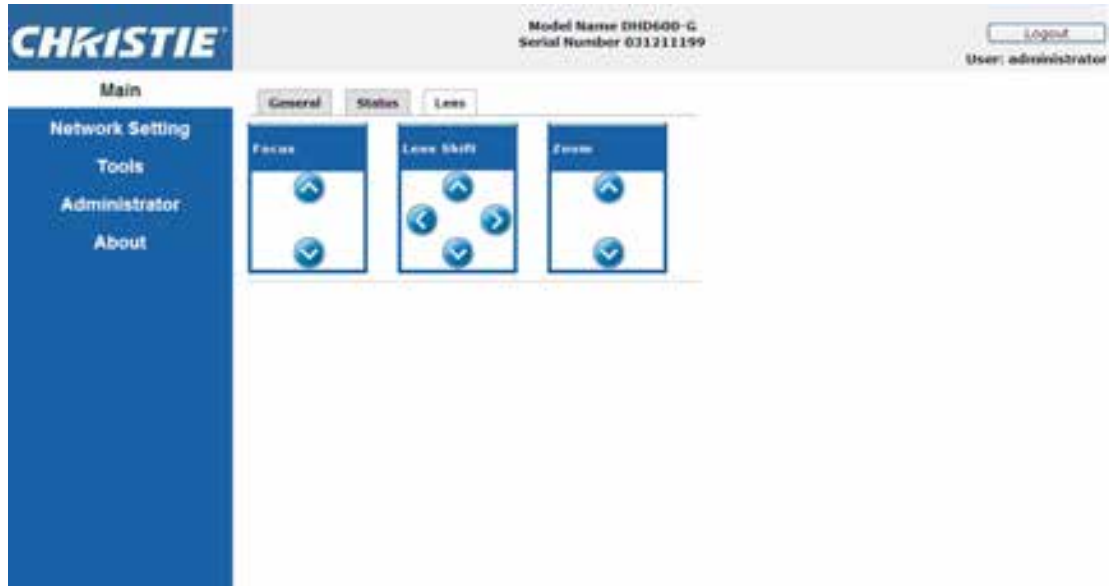 CHRISTIE
Model Name DHD600-G
Serial Number 031211199
Logout
User: administrator
Main
Network Setting
Tools
Administrator
About
General Status Lens
Focus Lens Shift Zoom